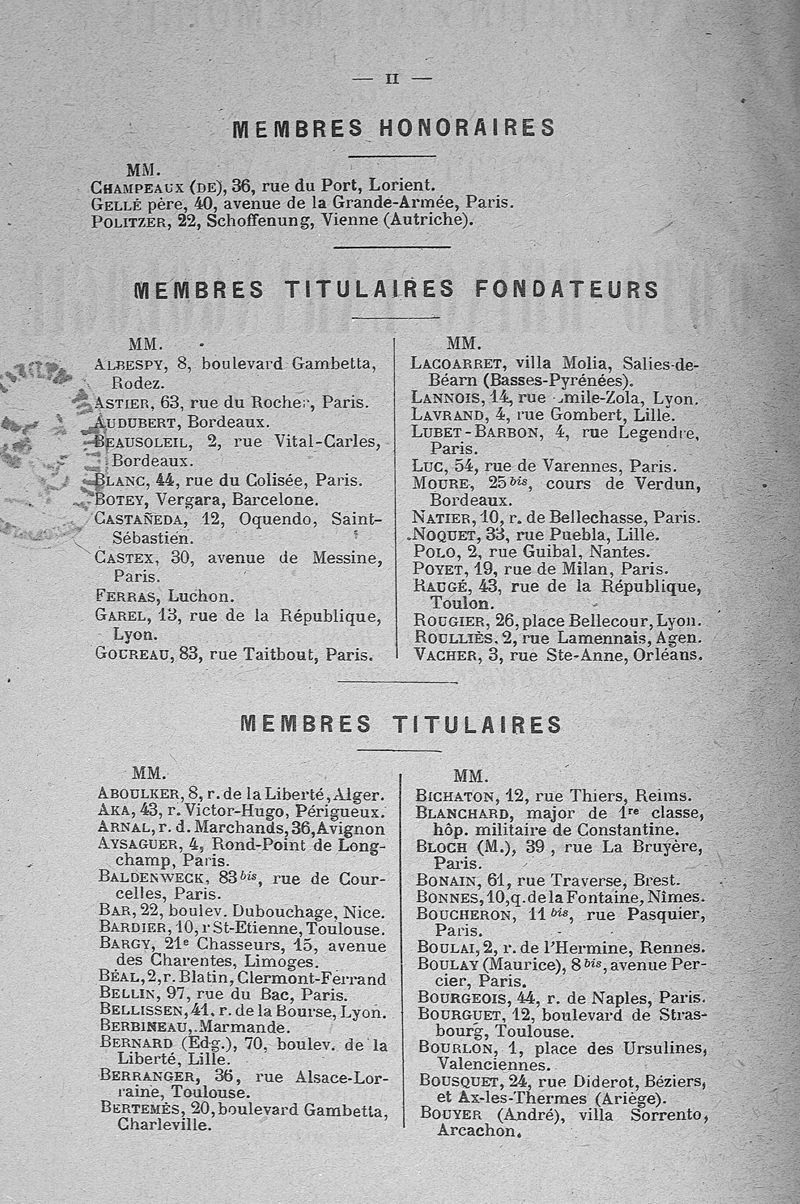 — II —
MEMBRES HONORAIRES
MM.
CHAMPEAUX (DE), 36, rue du Port, Lorient.
GELLÉ père, 40, avenue de la Grande-Armée, Paris.
POLITZER, 22, Schoffenung, Vienne (Autriche).
MEMBRES TITULAIRES FONDATEURS
MM.
ALBESPY, 8, boulevard Gambetta,
Rodez.
ASTIER, 63, rue du Rocher, Paris.
AUDUBERT, Bordeaux.
BEAUSOLEIL, 2, rue Vital-Carles,
Bordeaux.
BLANC, 44, rue du Colisée, Paris.
BOTEY, Vergara, Barcelone.
CASTAÑEDA, 12, Oquendo, Saint-
Sébastien.
CASTEX, 30, avenue de Messine,
Paris.
FERRAS, Luchon.
GAREL, 13, rue de la République,
Lyon.
GOUREAU, 83, rue Taitbout, Paris.
MM.
LACOARRET, villa Molia, Salies-de-
Béarn (Basses-Pyrénées).
LANNOIS, 14, rue .mile-Zola, Lyon.
LAVRAND, 4, rue Gombert, Lille.
LUBET-BARBON, 4, rue Legendre,
Paris.
LUC, 54, rue de Varennes, Paris.
MOURE, 25 bis, cours de Verdun,
Bordeaux.
NATIER, 10, r. de Bellechasse, Paris.
NOQUET, 33, rue Puebla, Lille.
POLO, 2, rue Guibal, Nantes.
POYET, 19, rue de Milan, Paris.
RAUGÉ, 43, rue de la République,
Toulon.
ROUGIER, 26, place Bellecour, Lyon.
ROULLIÈS, 2, rue Lamennais, Agen.
VACHER, 3, rue Ste-Anne, Orléans.
MEMBRES TITULAIRES
MM.
ABOULKER, 8, r. de la Liberté, Alger.
AKA, 43, r. Victor-Hugo, Périgueux.
ARNAL, r. d. Marchands, 36, Avignon
AYSAGUER, 4, Rond-Point de Long-
champ, Paris.
BALDENWECK, 83 bis, rue de Cour-
celles, Paris.
BAR, 22, boulev. Dubouchage, Nice.
BARDIER, 10, r St-Etienne, Toulouse.
BARGY, 21e Chasseurs, 15, avenue
des Charentes, Limoges.
BÉAL, 2, r. Blatin, Clermont-Ferrand
BELLIN, 97, rue du Bac, Paris.
BELLISSEN, 41, r. de la Bourse, Lyon.
BERBINEAU, Marmande.
BERNARD (Edg.), 70, boulev. de la
Liberté, Lille.
BERRANGER, 36, rue Alsace-Lor-
raine, Toulouse.
BERTEMÈS, 20, boulevard Gambetta,
Charleville.
MM.
BICHATON, 12, rue Thiers, Reims.
BLANCHARD, major de 1re classe,
hôp. militaire de Constantine.
BLOCH (M.), 39, rue La Bruyère,
Paris.
BONAIN, 61, rue Traverse, Brest.
BONNES, 10, q. de la Fontaine, Nîmes.
BOUCHERON, 11 bis, rue Pasquier,
Paris.
BOULAI, 2, r. de l'Hermine, Rennes.
BOULAY (Maurice), 8 bis, avenue Per-
cier, Paris.
BOURGEOIS, 44, r. de Naples, Paris.
BOURGUET, 12, boulevard de Stras-
bourg, Toulouse.
BOURLON, 1, place des Ursulines,
Valenciennes.
BOUSQUET, 24, rue Diderot, Béziers,
et Ax-les-Thermes (Ariège).
BOUYER (André), villa Sorrento,
Arcachon.